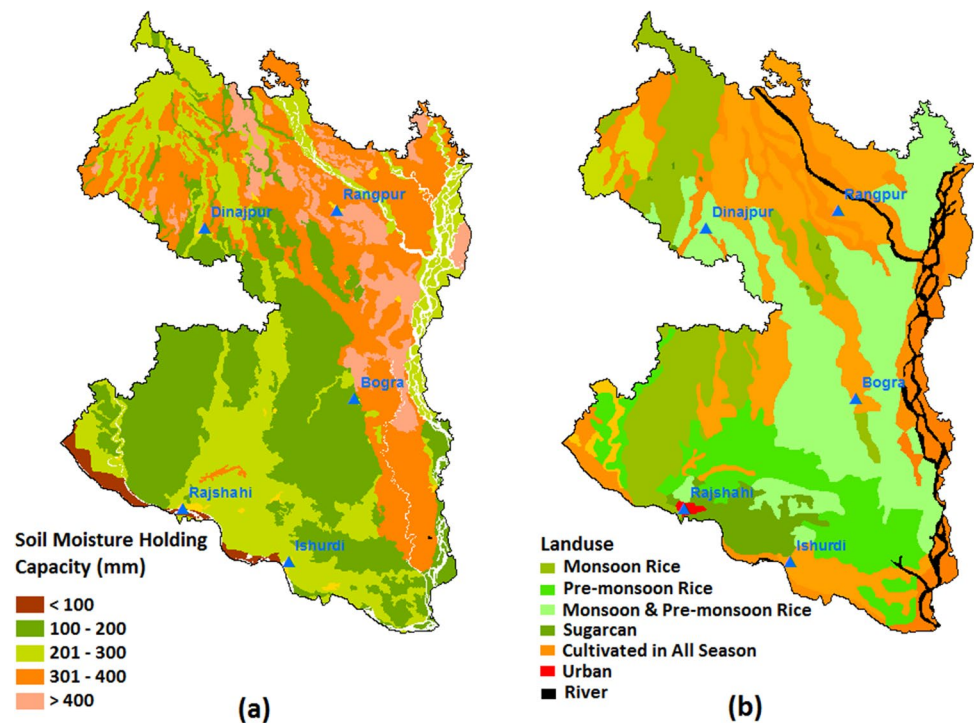 Dinajpur
Rangpur
Bogra
Rajshahi
Ishurdi
Soil Moisture Holding
Capacity (mm)
< 100
100 - 200
201 - 300
301 - 400
> 400
(a)
Dinajpur
Rangpur
Bogra
Rajshahi
Ishurdi
Landuse
Monsoon Rice
Pre-monsoon Rice
Monsoon & Pre-monsoon Rice
Sugarcan
Cultivated in All Season
Urban
River
(b)